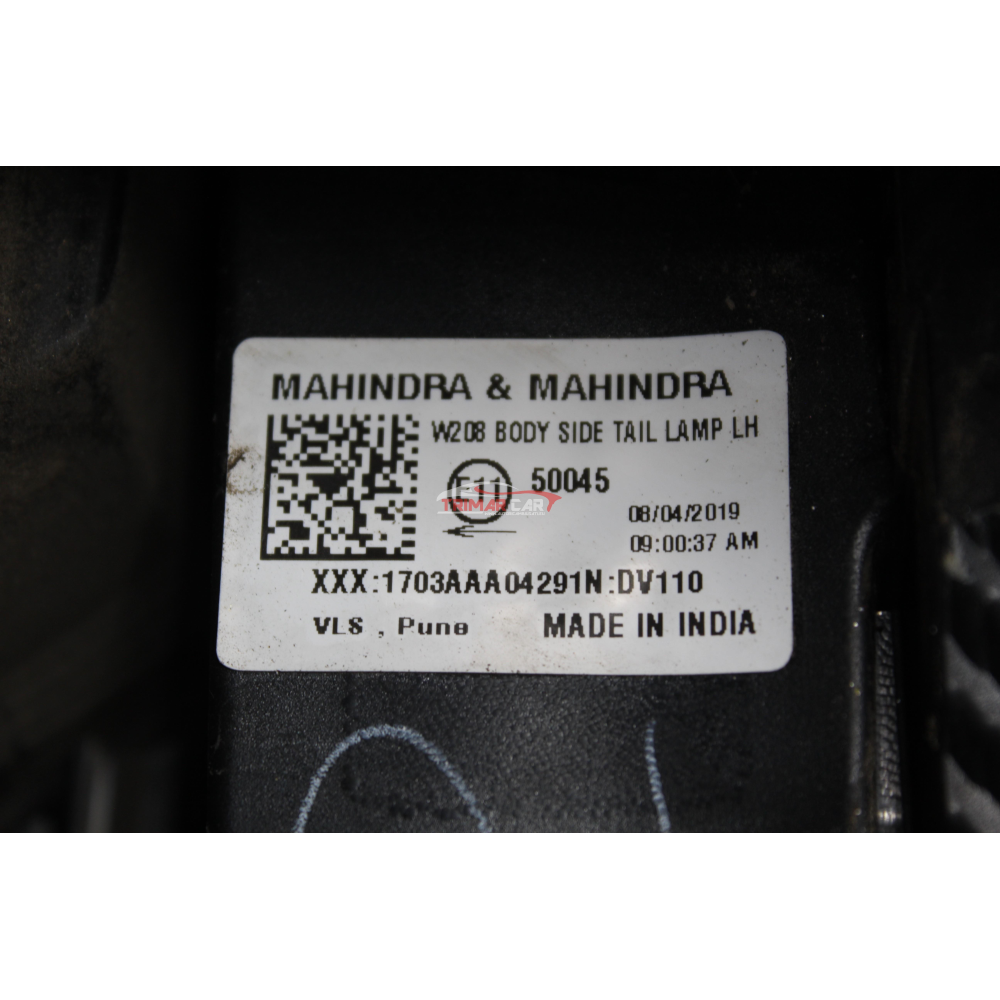 MAHINDRA & MAHINDRA
W208 BODY SIDE TAIL LAMP LH
E11 50045
TRIMAR CAR
08/04/2019
09:00:37 AM
XXX:1703AAA04291N:DV110
VLS , Pune MADE IN INDIA